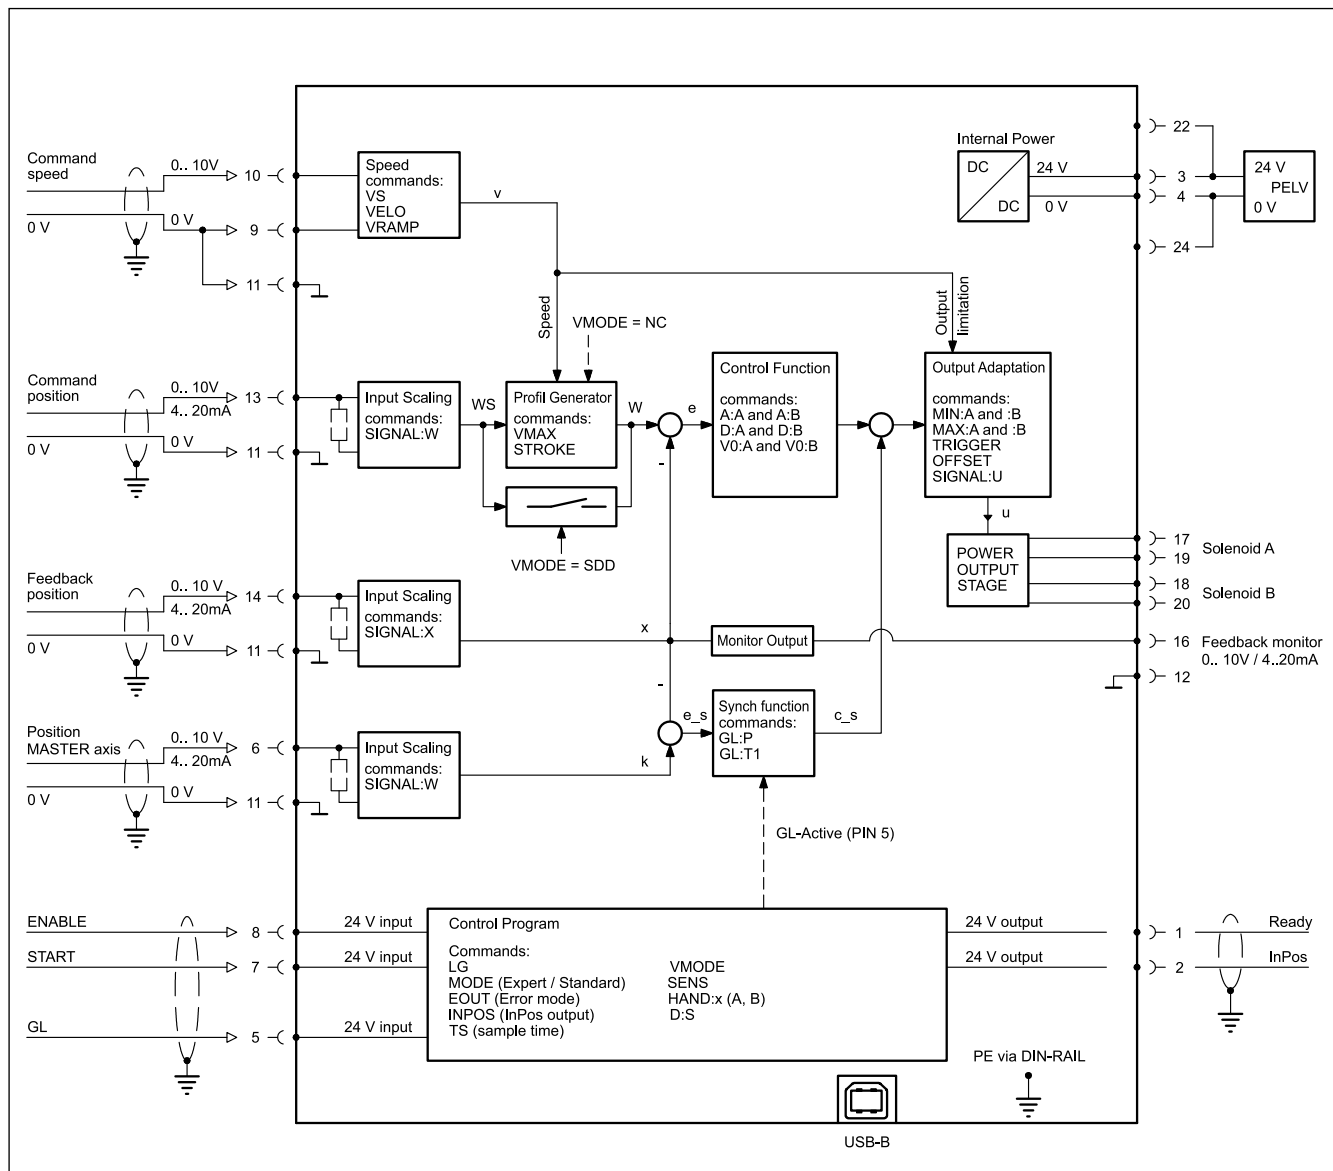 Internal Power
22
DC
DC
24 V
0 V
3
4
24
24 V
PELV
0 V
Command
speed
0.. 10V
10
0 V
0 V
9
11
Speed
commands:
VS
VELO
VRAMP
v
Speed
VMODE = NC
Output
limitation
Command
position
0.. 10V
13
4.. 20mA
0 V
0 V
11
Input Scaling
commands:
SIGNAL:W
WS
Profil Generator
commands:
VMAX
STROKE
W
e
-
VMODE = SDD
Control Function
commands:
A:A and A:B
D:A and D:B
V0:A and V0:B
Output Adaptation
commands:
MIN:A and :B
MAX:A and :B
TRIGGER
OFFSET
SIGNAL:U
u
POWER
OUTPUT
STAGE
17
19
Solenoid A
18
20
Solenoid B
Feedback
position
0.. 10 V
14
4.. 20mA
0 V
0 V
11
Input Scaling
commands:
SIGNAL:X
x
Monitor Output
16
Feedback monitor
0.. 10V / 4..20mA
12
-
Position
MASTER axis
0.. 10 V
6
4.. 20mA
0 V
0 V
11
Input Scaling
commands:
SIGNAL:W
k
e_s
Synch function
commands:
GL:P
GL:T1
c_s
GL-Active (PIN 5)
ENABLE
8
24 V input
START
7
24 V input
GL
5
24 V input
Control Program
Commands:
LG
MODE (Expert / Standard)
EOUT (Error mode)
INPOS (InPos output)
TS (sample time)
VMODE
SENS
HAND:x (A, B)
D:S
24 V output
1
Ready
24 V output
2
InPos
PE via DIN-RAIL
USB-B